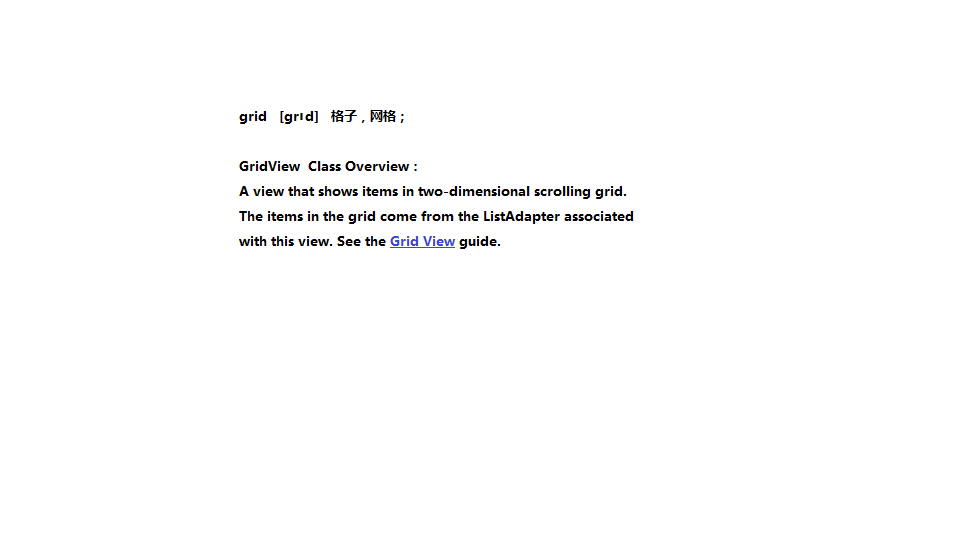 grid [grɪd] 格子，网格；
GridView Class Overview :
A view that shows items in two-dimensional scrolling grid.
The items in the grid come from the ListAdapter associated
with this view. See the Grid View guide.